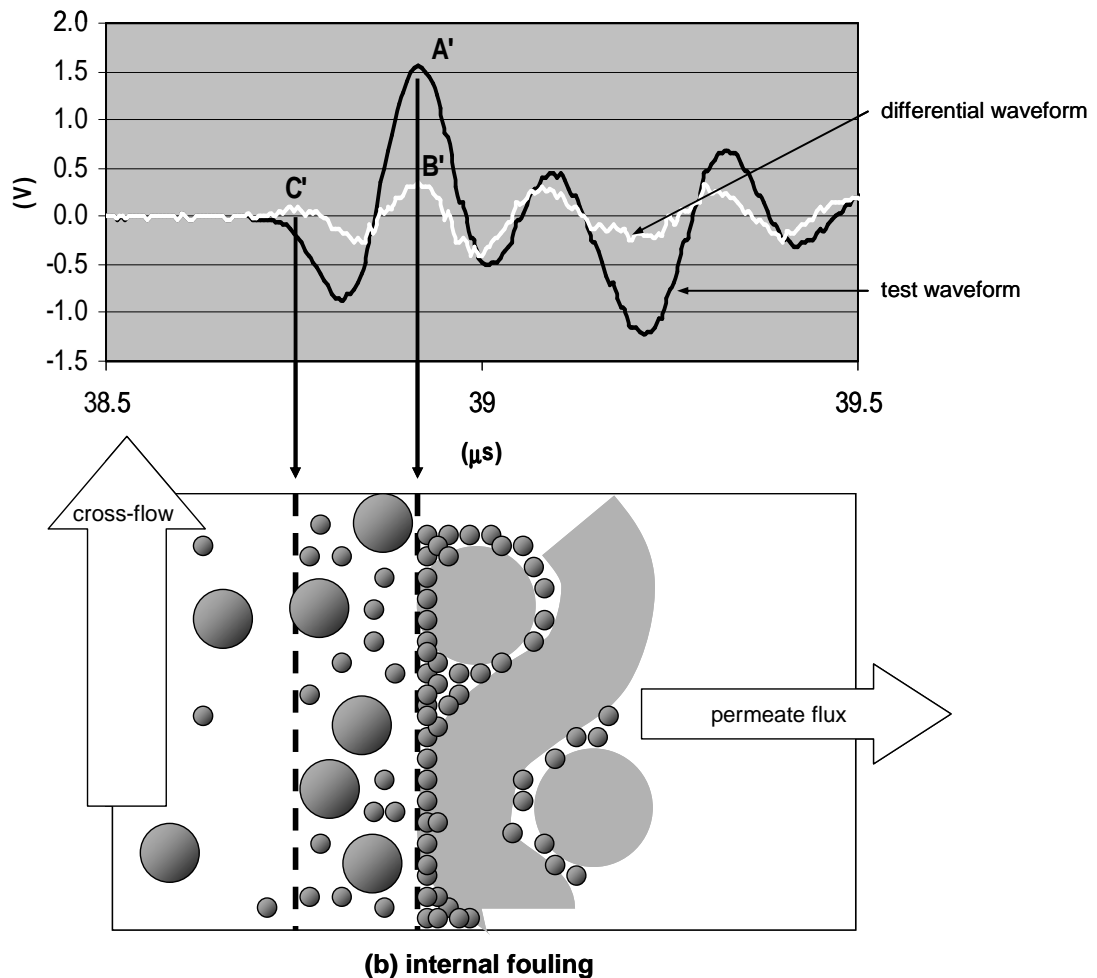 2.0
1.5
1.0
0.5
0.0
-0.5
-1.0
-1.5
(V)
A'
B'
C'
differential waveform
test waveform
38.5
39
39.5
(μs)
cross-flow
permeate flux
(b) internal fouling